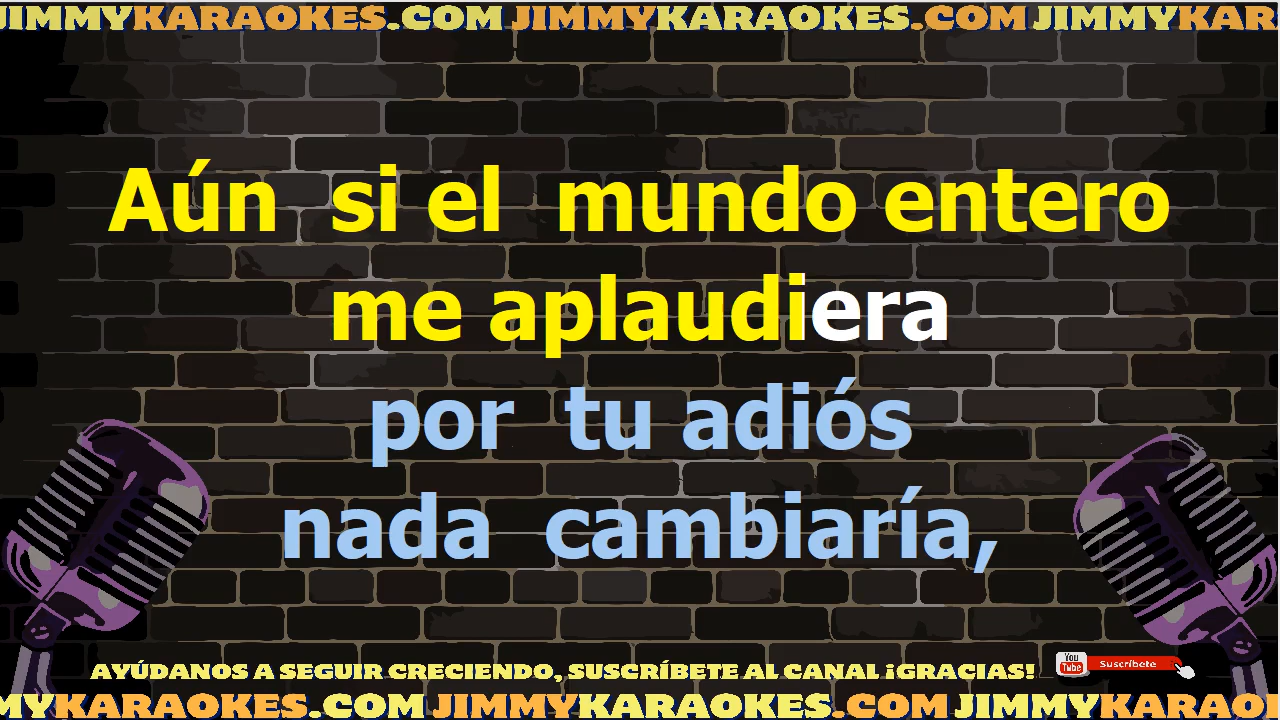 JIMMYKARAOKES.COM JIMMYKARAOKES.COM JIMMYKAR
Aún si el mundo entero
me aplaudiera
por tu adiós
nada cambiaría,
AYÚDANOS A SEGUIR CRECIENDO, SUSCRÍBETE AL CANAL ¡GRACIAS! You Tube Suscríbete
MYKARAOKES.COM JIMMYKARAOKES.COM JIMMYKARAO